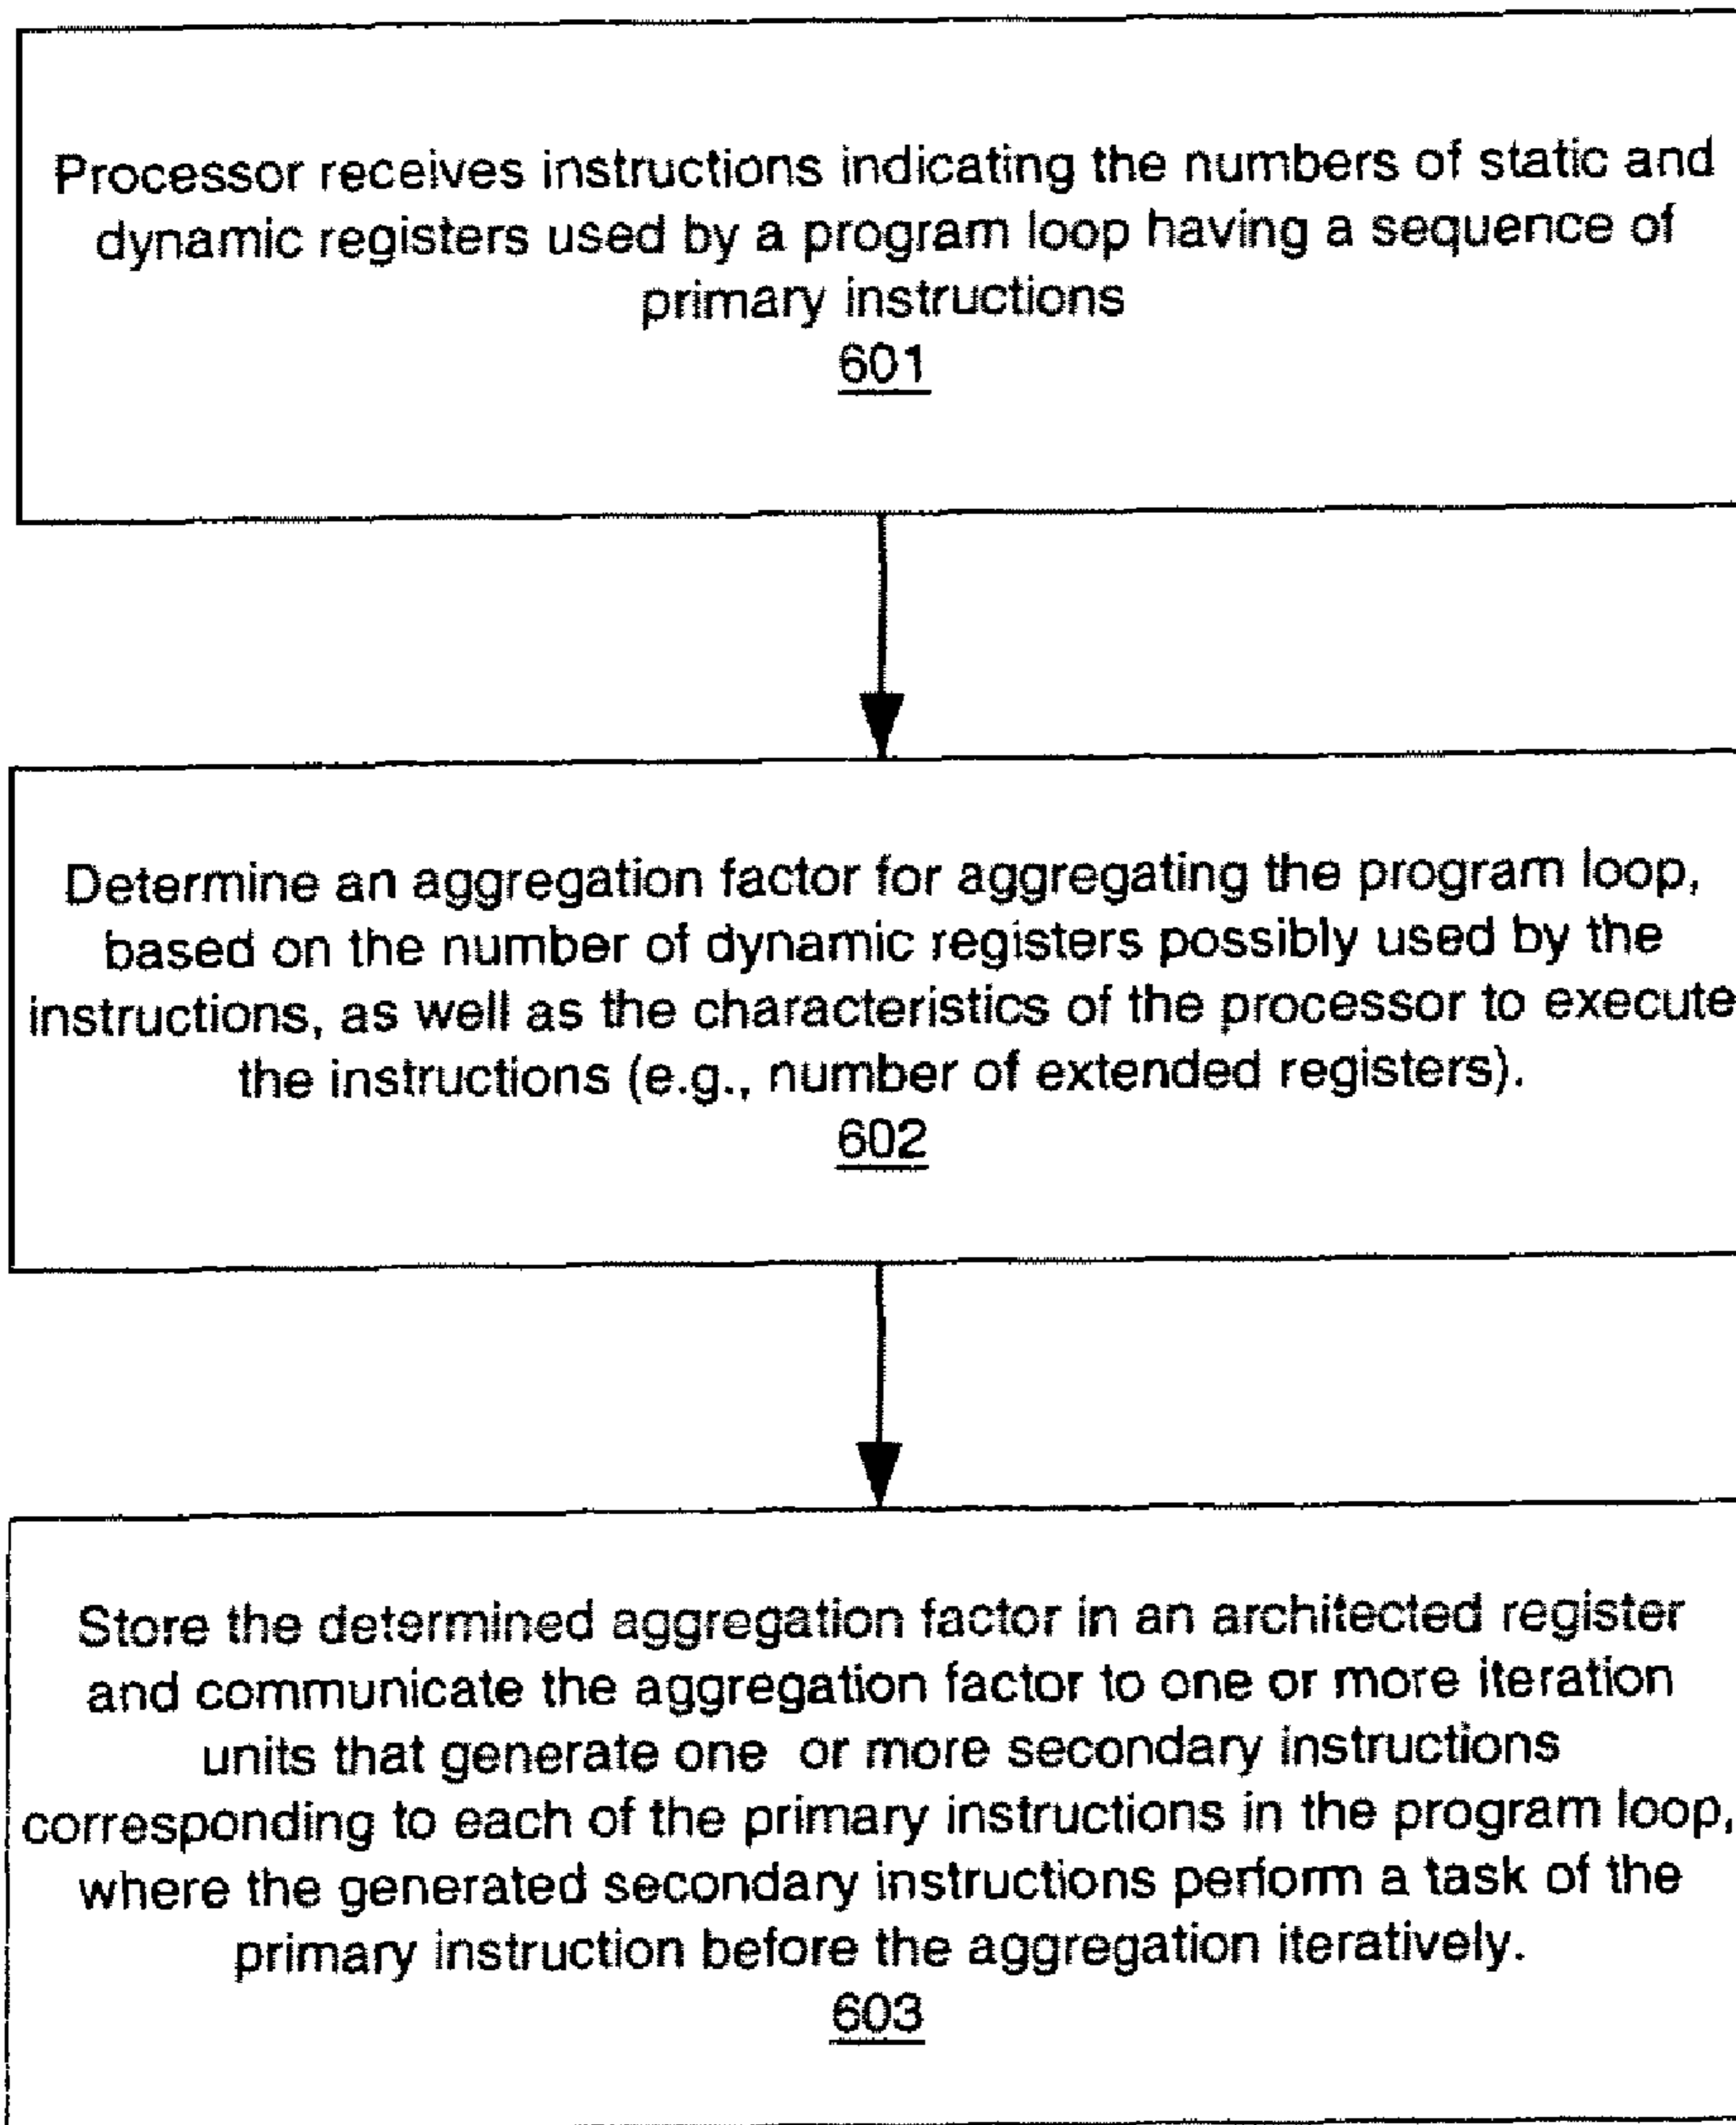 Processor receives instructions indicating the numbers of static and
dynamic registers used by a program loop having a sequence of
primary instructions
601
Determine an aggregation factor for aggregating the program loop,
based on the number of dynamic registers possibly used by the
instructions, as well as the characteristics of the processor to execute
the instructions (e.g., number of extended registers).
602
Store the determined aggregation factor in an architected register
and communicate the aggregation factor to one or more iteration
units that generate one or more secondary instructions
corresponding to each of the primary instructions in the program loop,
where the generated secondary instructions perform a task of the
primary instruction before the aggregation iteratively.
603